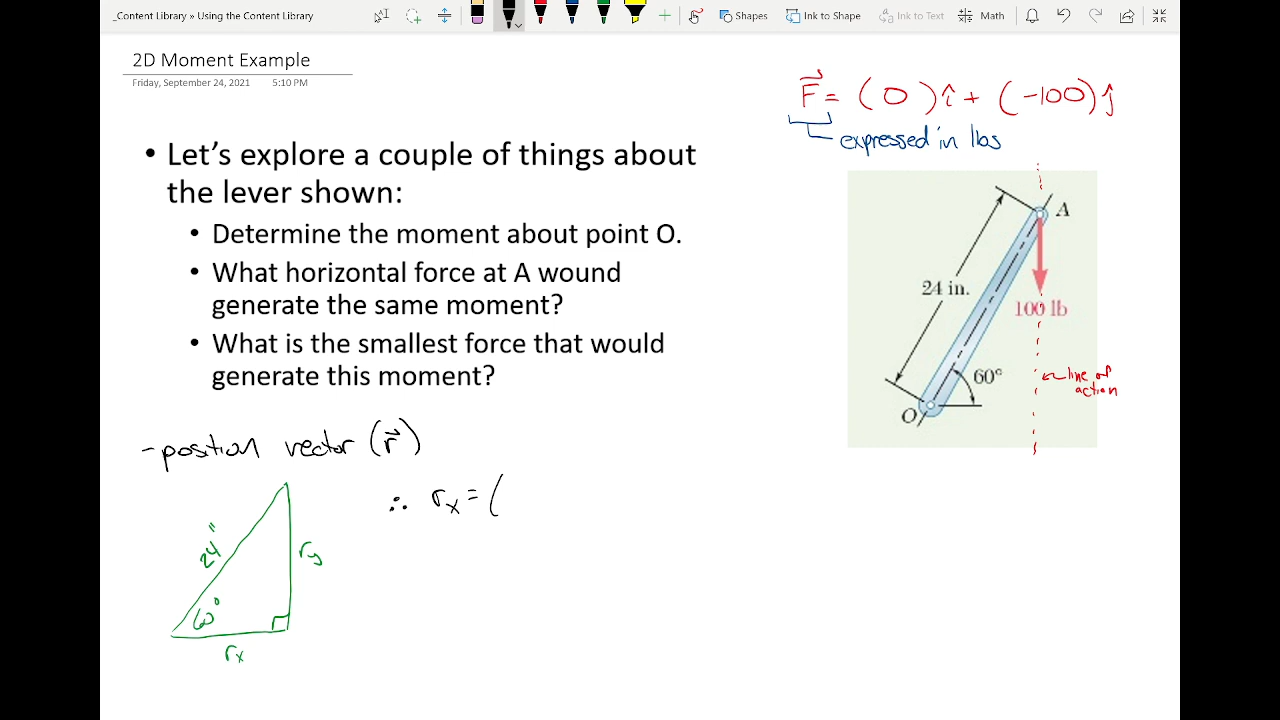 _Content Library » Using the Content Library
Shapes
Ink to Shape
Ink to Text
Math
2D Moment Example
Friday, September 24, 2021 5:10 PM
F⃗ = (0)î + (-100)ĵ
expressed in lbs
• Let's explore a couple of things about
the lever shown:
• Determine the moment about point O.
• What horizontal force at A wound
generate the same moment?
• What is the smallest force that would
generate this moment?
A
24 in.
100 lb
60°
O
line of
action
-position vector (r⃗)
∴ rx = (
24"
ry
60°
rx